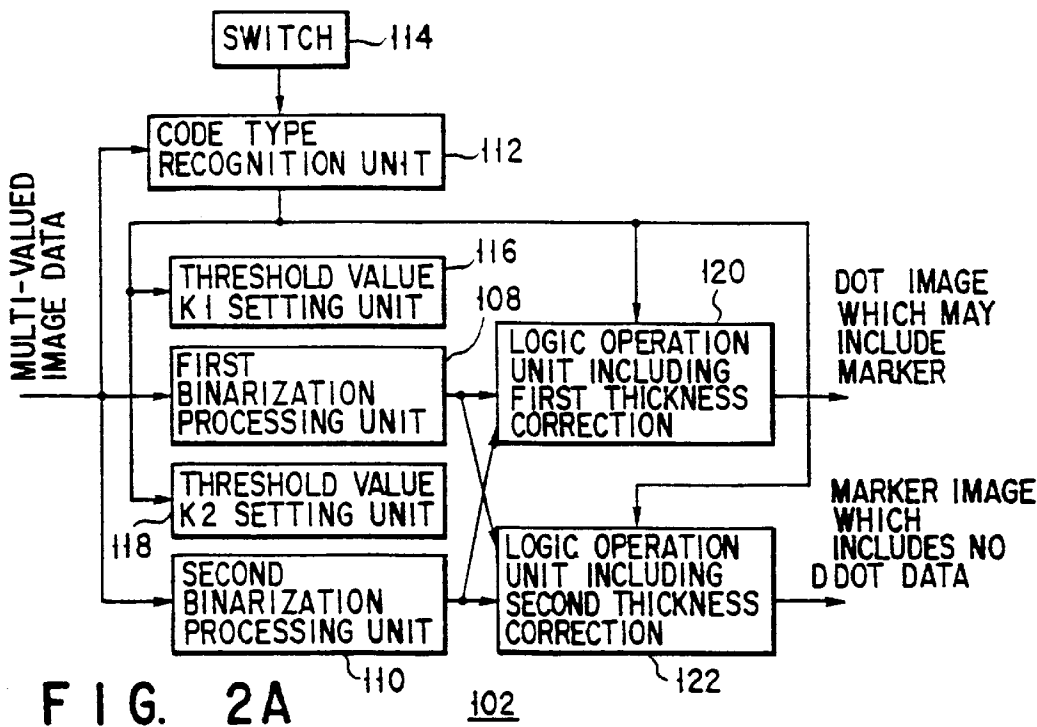 SWITCH
114
CODE TYPE
RECOGNITION UNIT
112
MULTI-VALUED
IMAGE DATA
THRESHOLD VALUE
K1 SETTING UNIT
116
FIRST
BINARIZATION
PROCESSING UNIT
108
THRESHOLD VALUE
K2 SETTING UNIT
118
SECOND
BINARIZATION
PROCESSING UNIT
110
LOGIC OPERATION
UNIT INCLUDING
FIRST THICKNESS
CORRECTION
120
DOT IMAGE
WHICH MAY
INCLUDE
MARKER
LOGIC OPERATION
UNIT INCLUDING
SECOND THICKNESS
CORRECTION
122
MARKER IMAGE
WHICH
INCLUDES NO
D DOT DATA
FIG. 2A
102